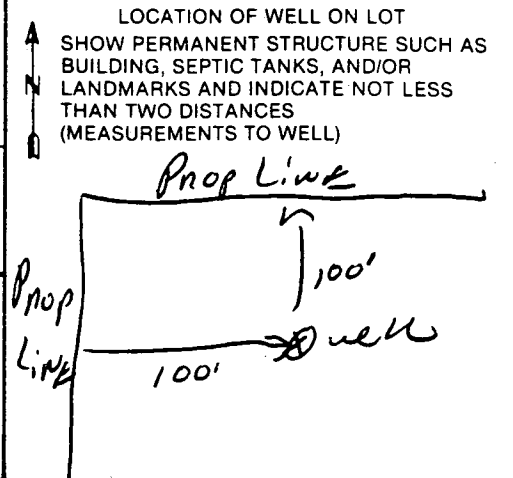 LOCATION OF WELL ON LOT
SHOW PERMANENT STRUCTURE SUCH AS
BUILDING, SEPTIC TANKS, AND/OR
LANDMARKS AND INDICATE NOT LESS
THAN TWO DISTANCES
(MEASUREMENTS TO WELL)
N
Prop Line
100'
Prop
Line
100'
well